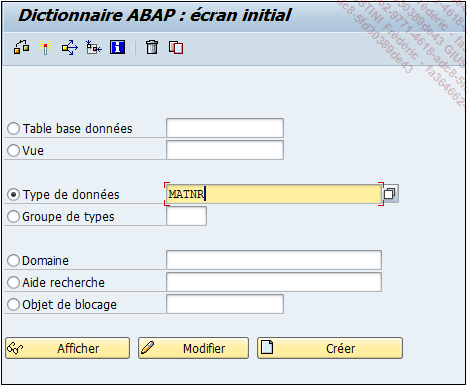 Dictionnaire ABAP : écran initial
Table base données
Vue
Type de données MATNR
Groupe de types
Domaine
Aide recherche
Objet de blocage
Afficher Modifier Créer